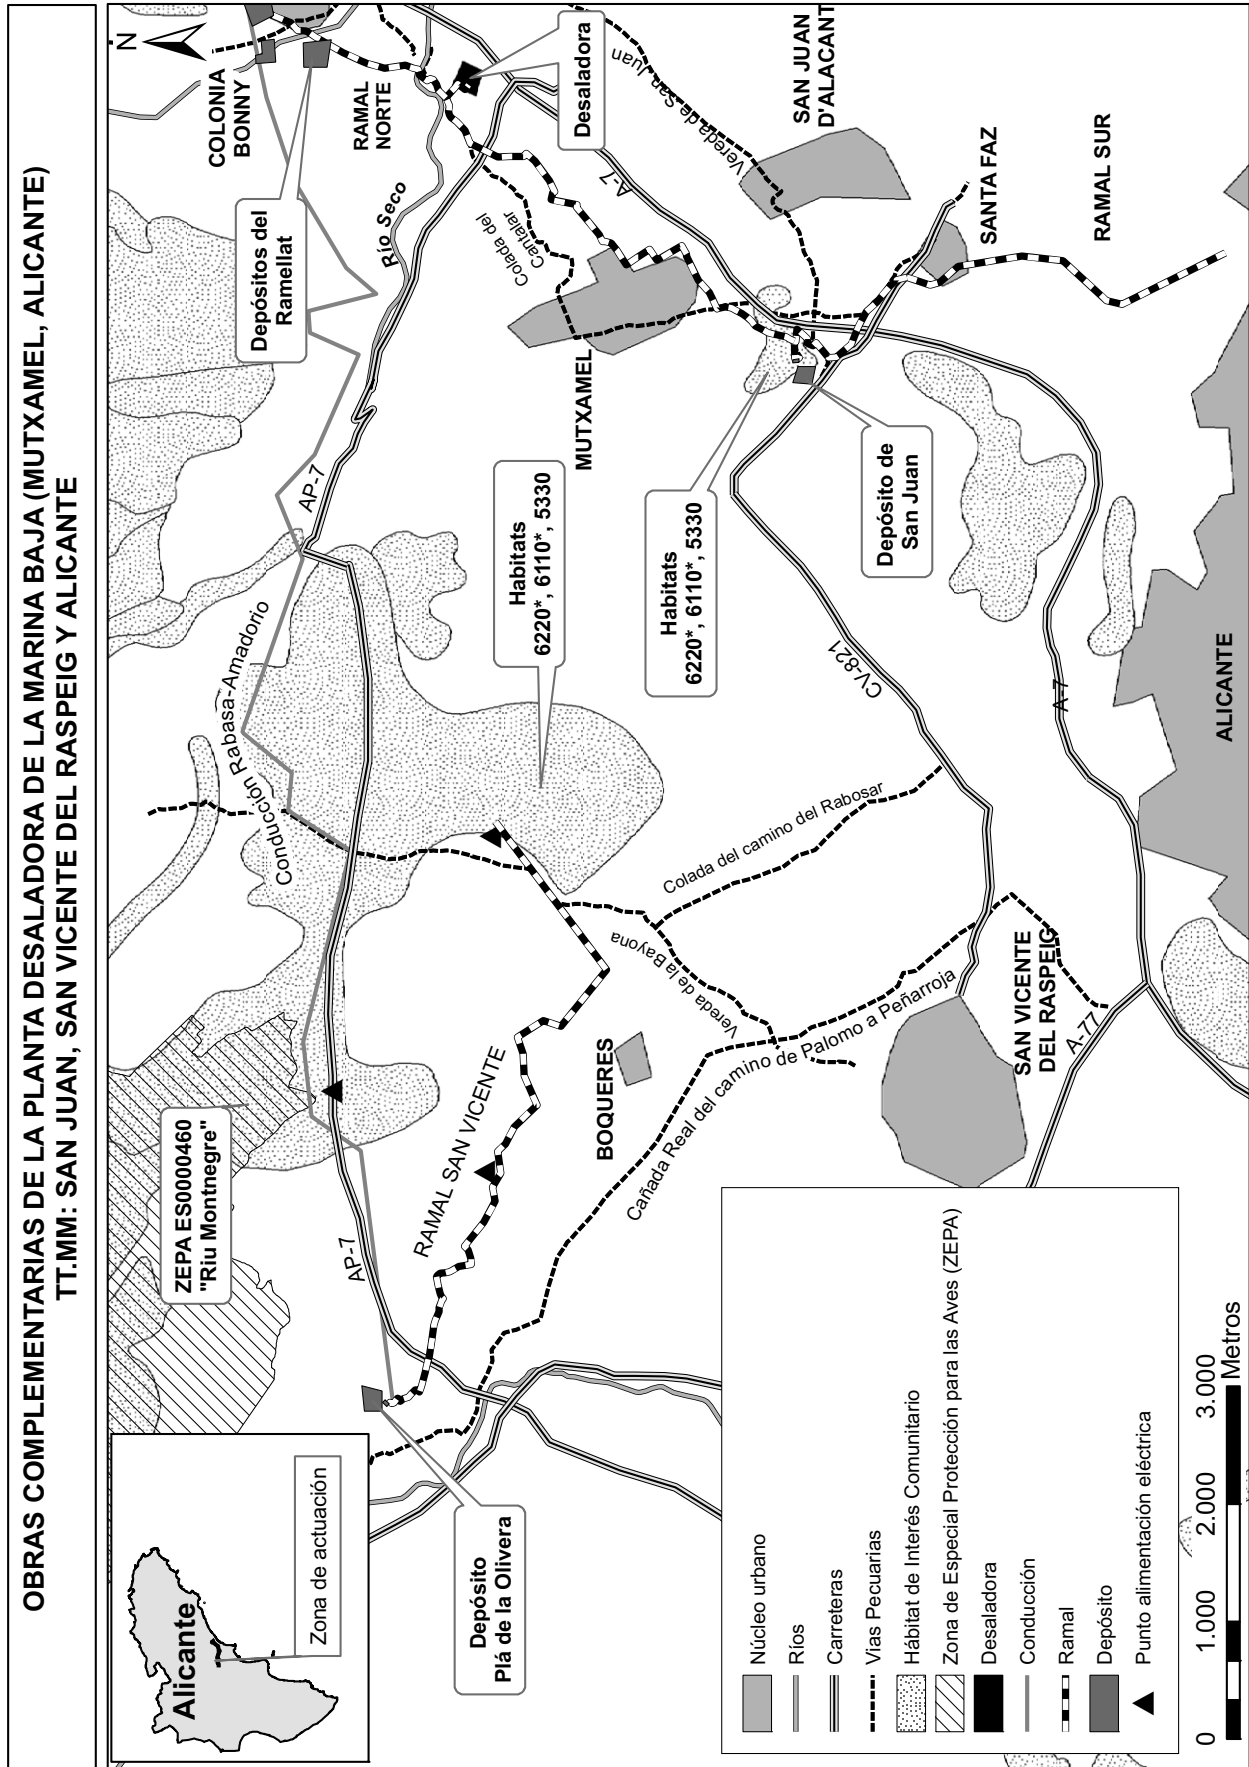 OBRAS COMPLEMENTARIAS DE LA PLANTA DESALADORA DE LA MARINA BAJA (MUTXAMEL, ALICANTE)
TT.MM: SAN JUAN, SAN VICENTE DEL RASPEIG Y ALICANTE
Alicante
Zona de actuación
ZEPA ES0000460
"Riu Montnegre"
Conducción Rabasa-Amadorio
AP-7
AP-7
Depósitos del
Ramellat
COLONIA
BONNY
N
RAMAL
NORTE
Río Seco
Desaladora
Colada del
Cantalar
A-7
Vereda de San Juan
SAN JUAN
D'ALACANT
Depósito
Plá de la Olivera
RAMAL SAN VICENTE
Habitats
6220*, 6110*, 5330
MUTXAMEL
BOQUERES
Vereda de la Bayona
Colada del camino del Rabosar
Habitats
6220*, 6110*, 5330
Cañada Real del camino de Palomo a Peñarroja
CV-821
Depósito de
San Juan
SANTA FAZ
RAMAL SUR
SAN VICENTE
DEL RASPEIG
A-77
A-7
ALICANTE
Núcleo urbano
Ríos
Carreteras
Vias Pecuarias
Hábitat de Interés Comunitario
Zona de Especial Protección para las Aves (ZEPA)
Desaladora
Conducción
Ramal
Depósito
Punto alimentación eléctrica
0 1.000 2.000 3.000
Metros